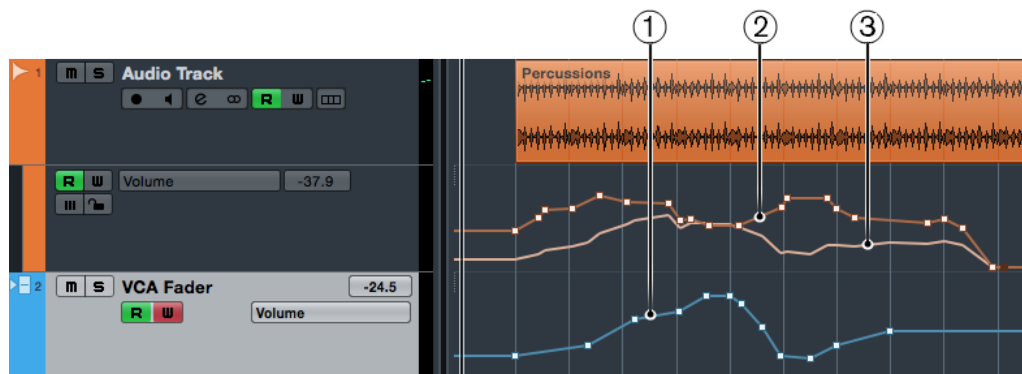 ① ② ③
1 m S Audio Track
e R W
Percussions
R W Volume -37.9
2 m S VCA Fader -24.5
R W Volume